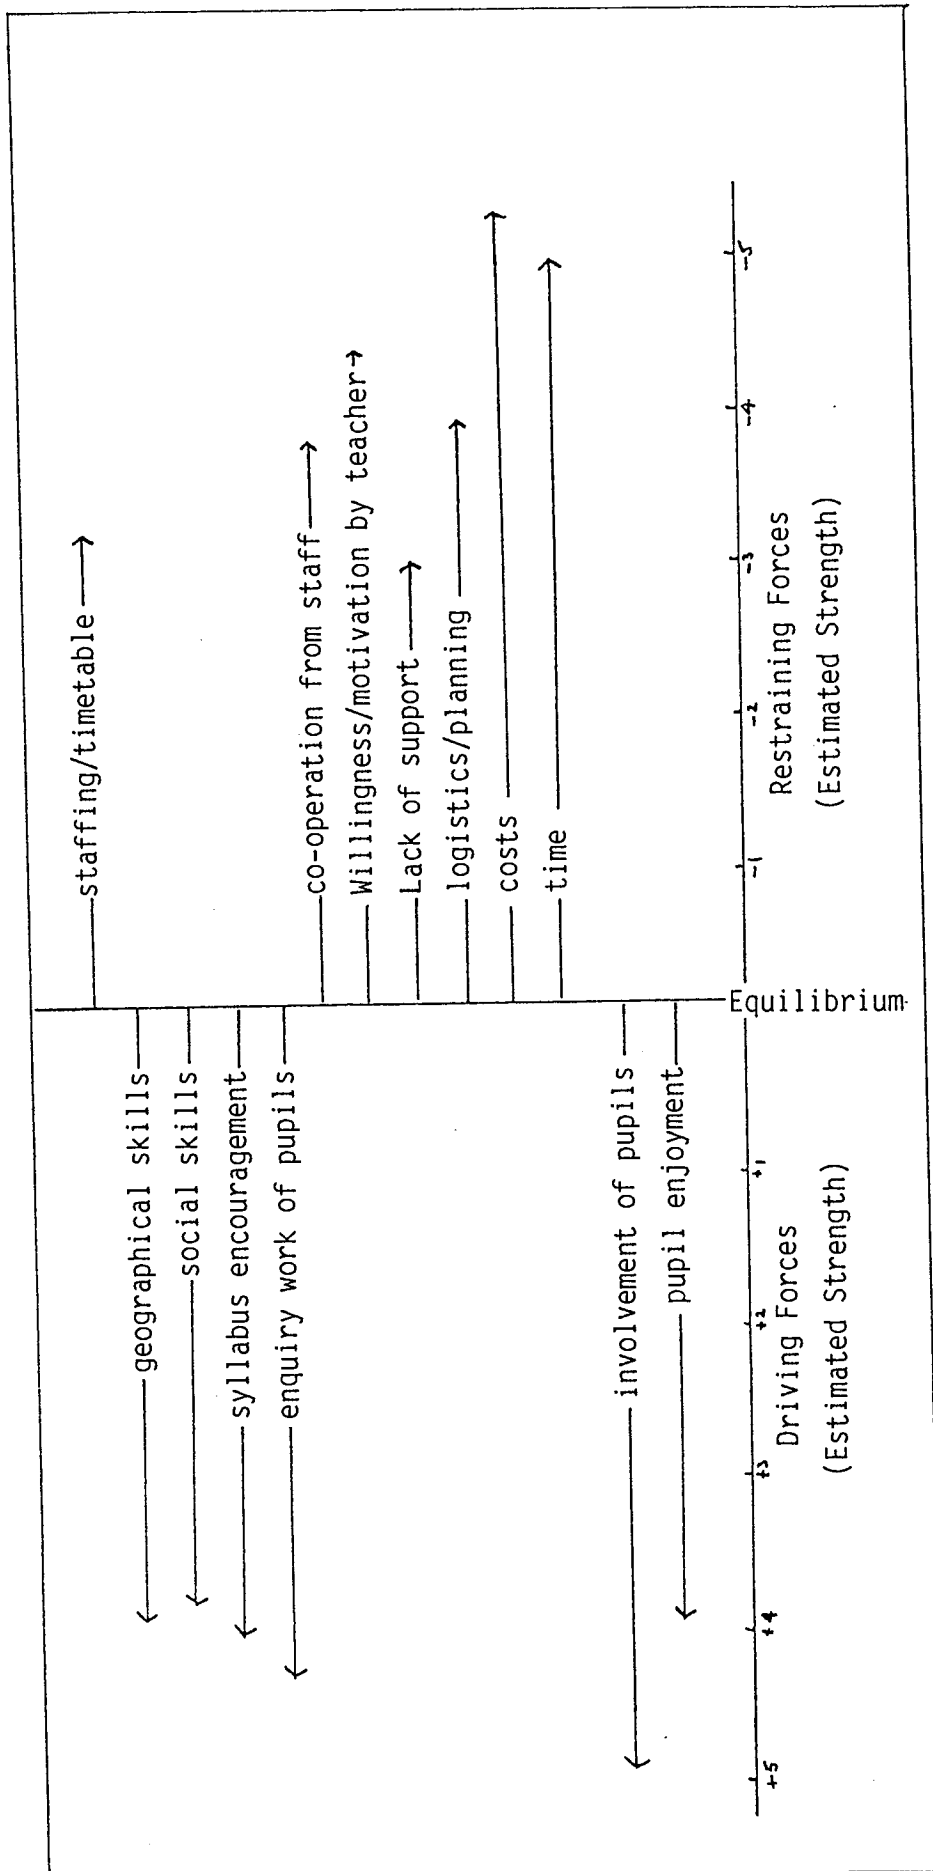 staffing/timetable
geographical skills
social skills
syllabus encouragement
enquiry work of pupils
co-operation from staff
Willingness/motivation by teacher
Lack of support
logistics/planning
costs
time
involvement of pupils
pupil enjoyment
Equilibrium
+5 +4 +3 +2 +1 -1 -2 -3 -4 -5
Driving Forces
(Estimated Strength)
Restraining Forces
(Estimated Strength)